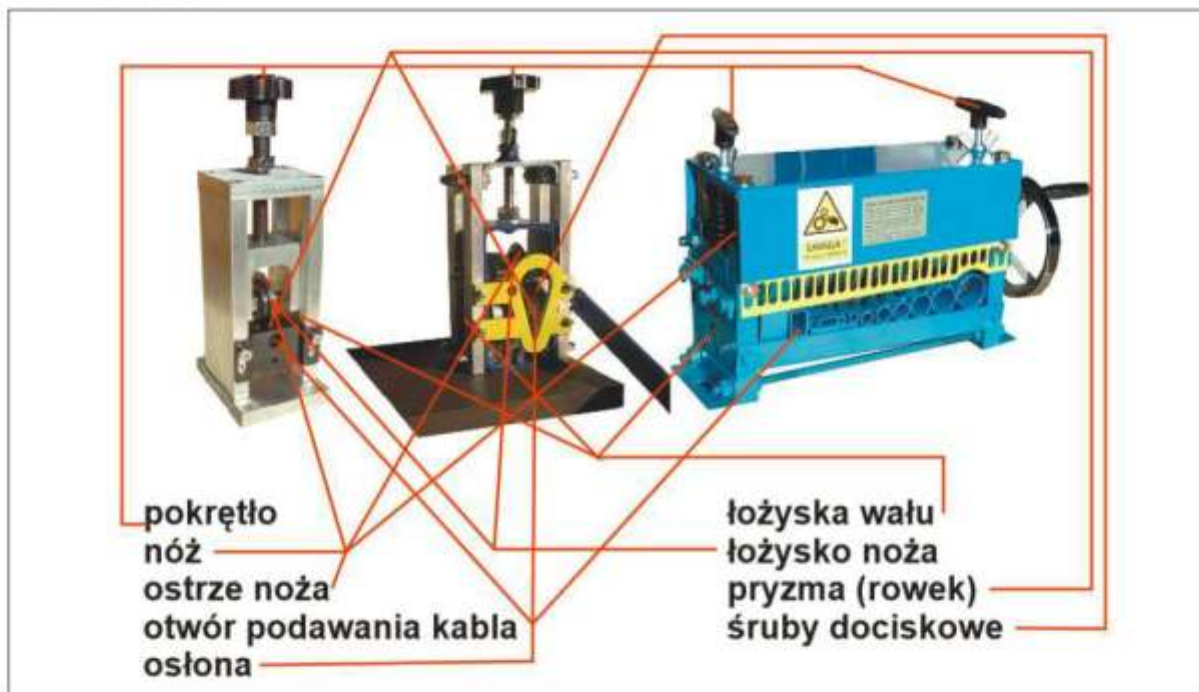 pokrętło
nóż
ostrze noża
otwór podawania kabla
osłona
łożyska wału
łożysko noża
pryzma (rowek)
śruby dociskowe